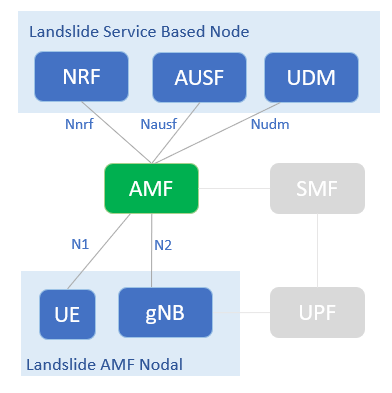 Landslide Service Based Node
NRF
AUSF
UDM
Nnrf
Nausf
Nudm
AMF
SMF
N1
N2
UE
gNB
UPF
Landslide AMF Nodal